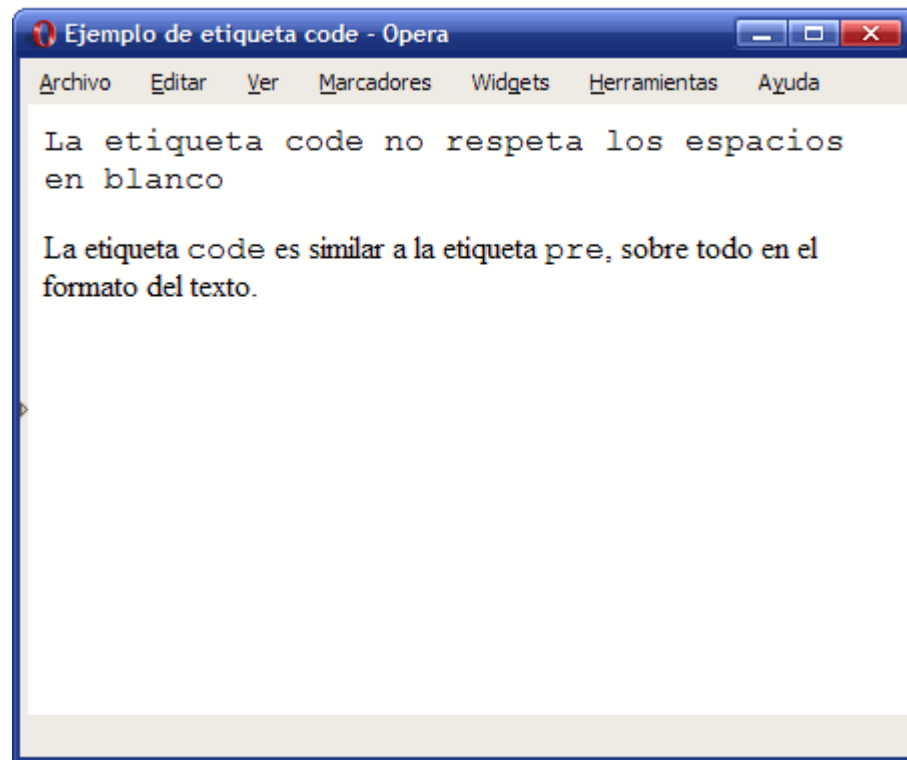 Ejemplo de etiqueta code - Opera
Archivo Editar Ver Marcadores Widgets Herramientas Ayuda
La etiqueta code no respeta los espacios
en blanco
La etiqueta code es similar a la etiqueta pre, sobre todo en el
formato del texto.